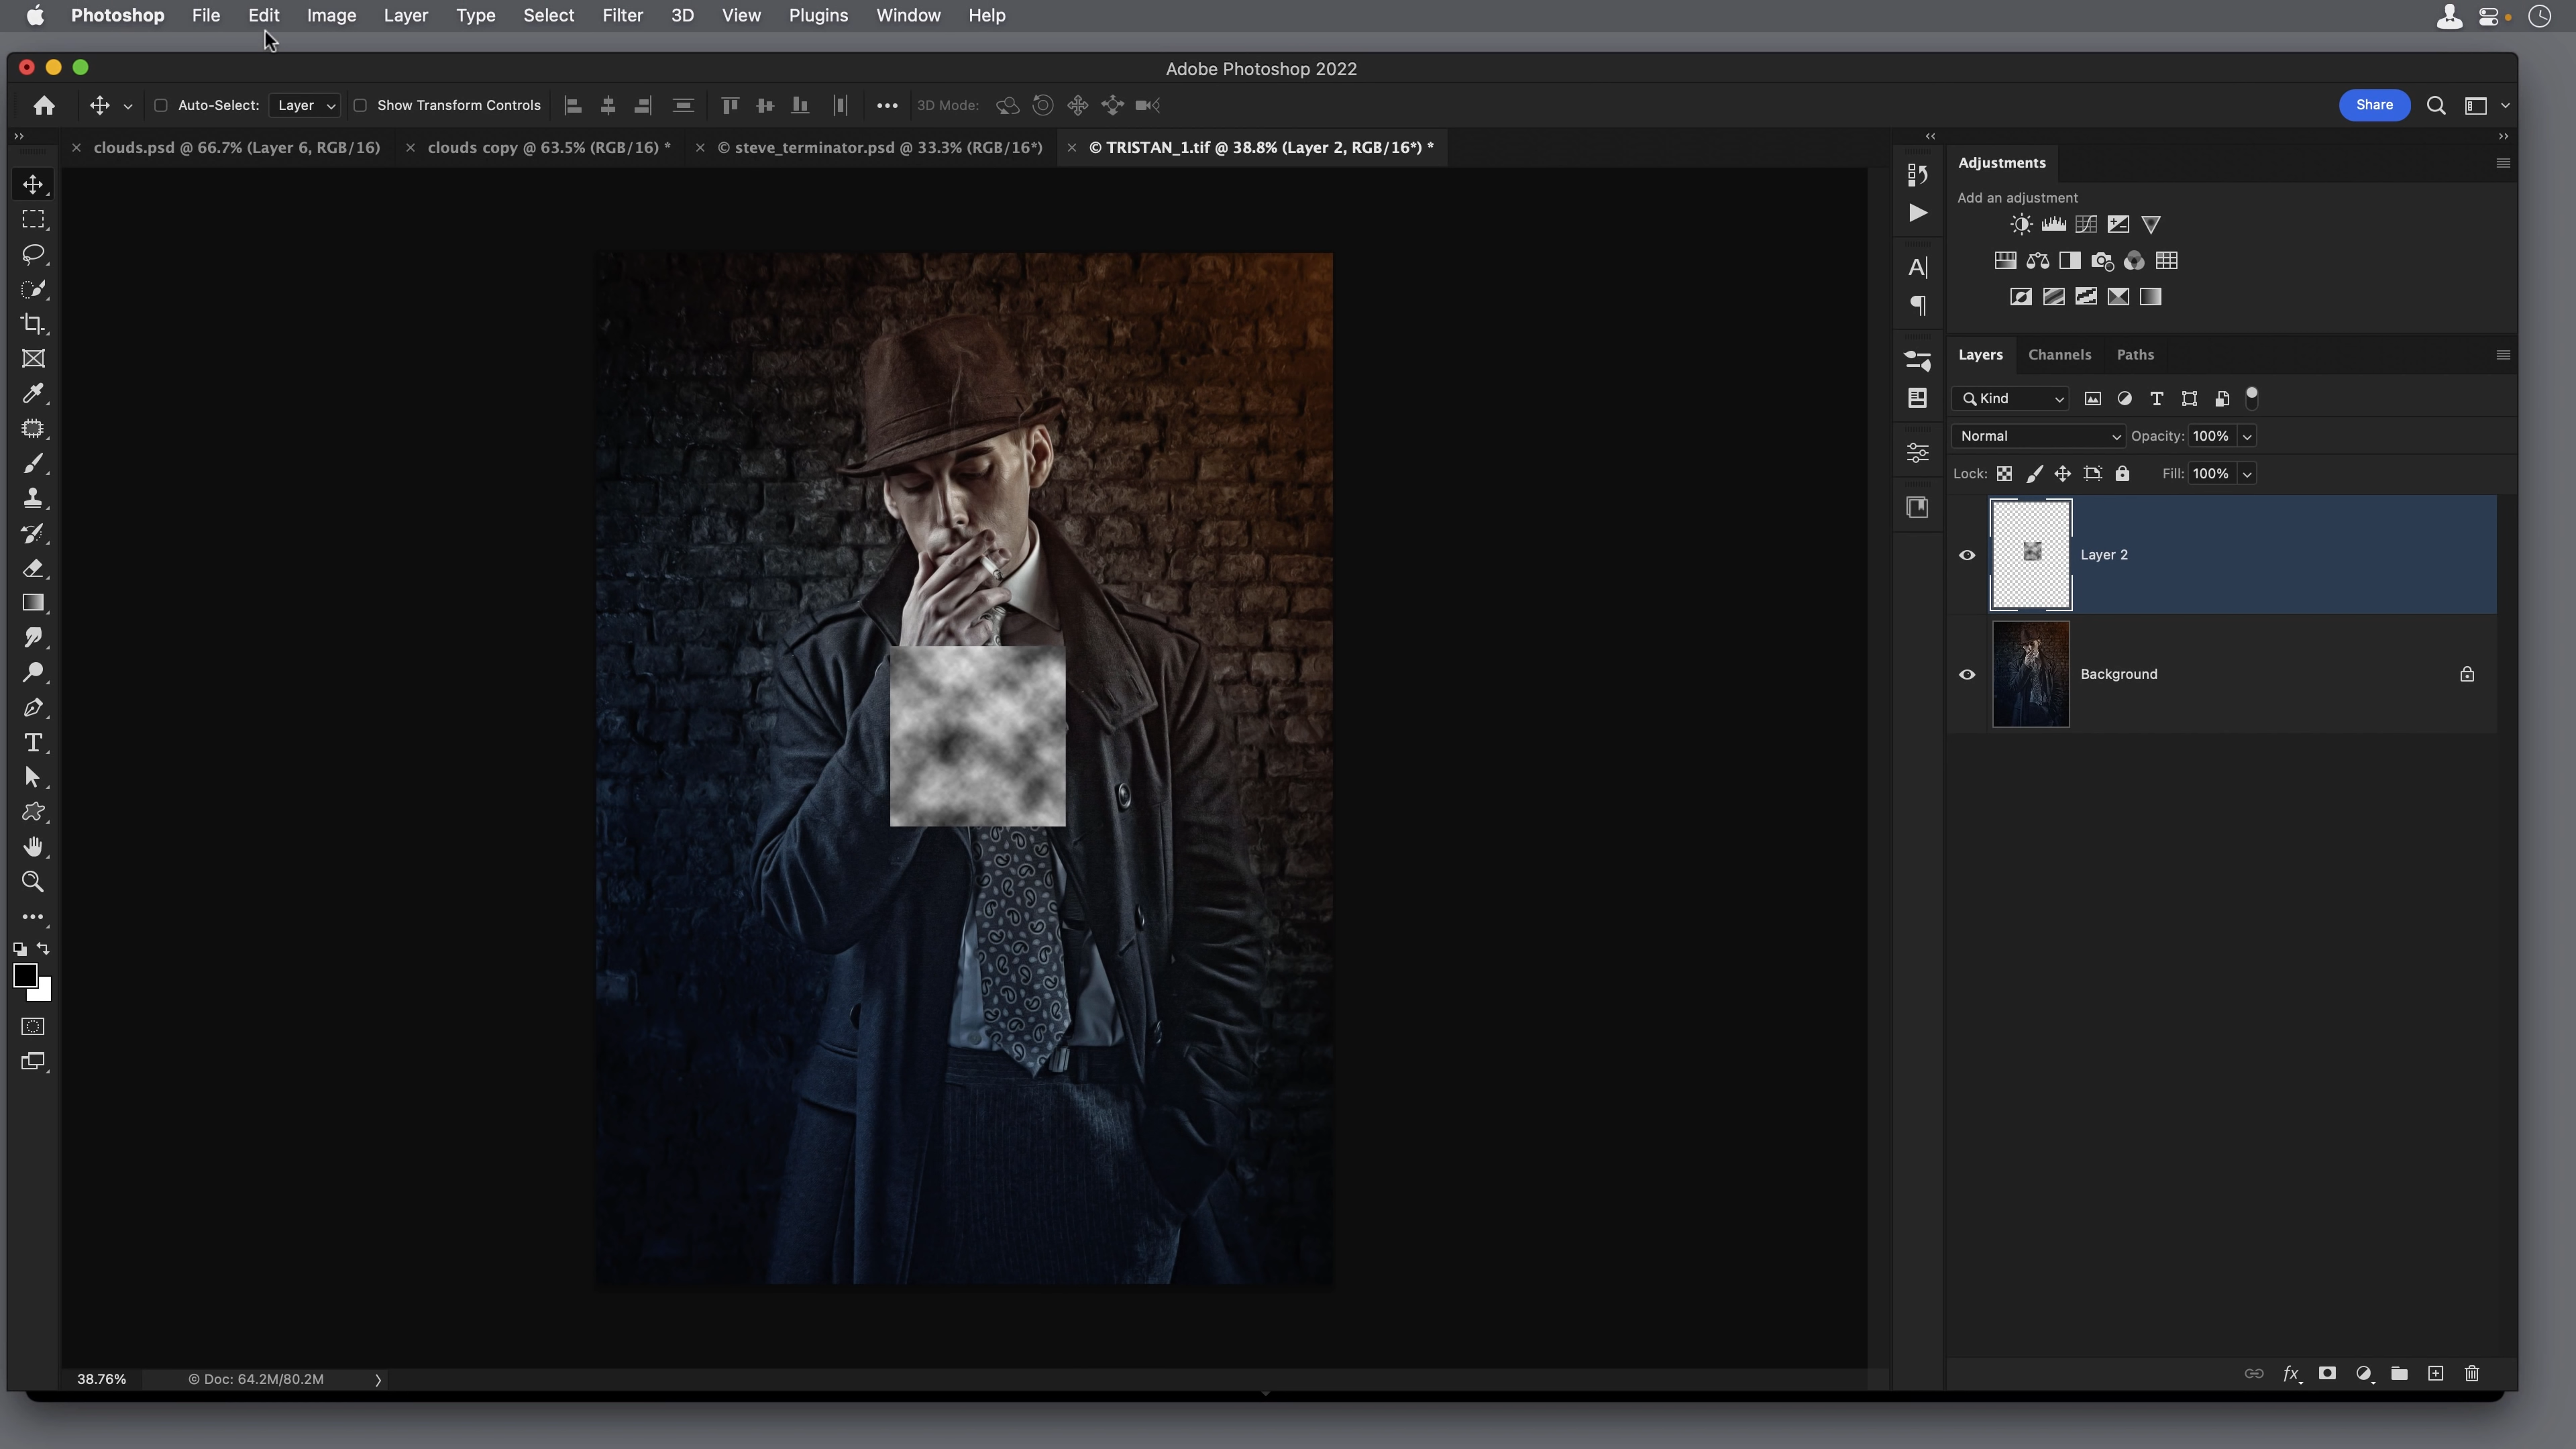 Photoshop File Edit Image Layer Type Select Filter 3D View Plugins Window Help
Adobe Photoshop 2022
Auto-Select: Layer Show Transform Controls 3D Mode: Share
clouds.psd @ 66.7% (Layer 6, RGB/16) clouds copy @ 63.5% (RGB/16) * © steve_terminator.psd @ 33.3% (RGB/16*) © TRISTAN_1.tif @ 38.8% (Layer 2, RGB/16*) *
Adjustments
Add an adjustment
Layers Channels Paths
Kind
Normal Opacity: 100%
Lock: Fill: 100%
Layer 2
Background
38.76% © Doc: 64.2M/80.2M